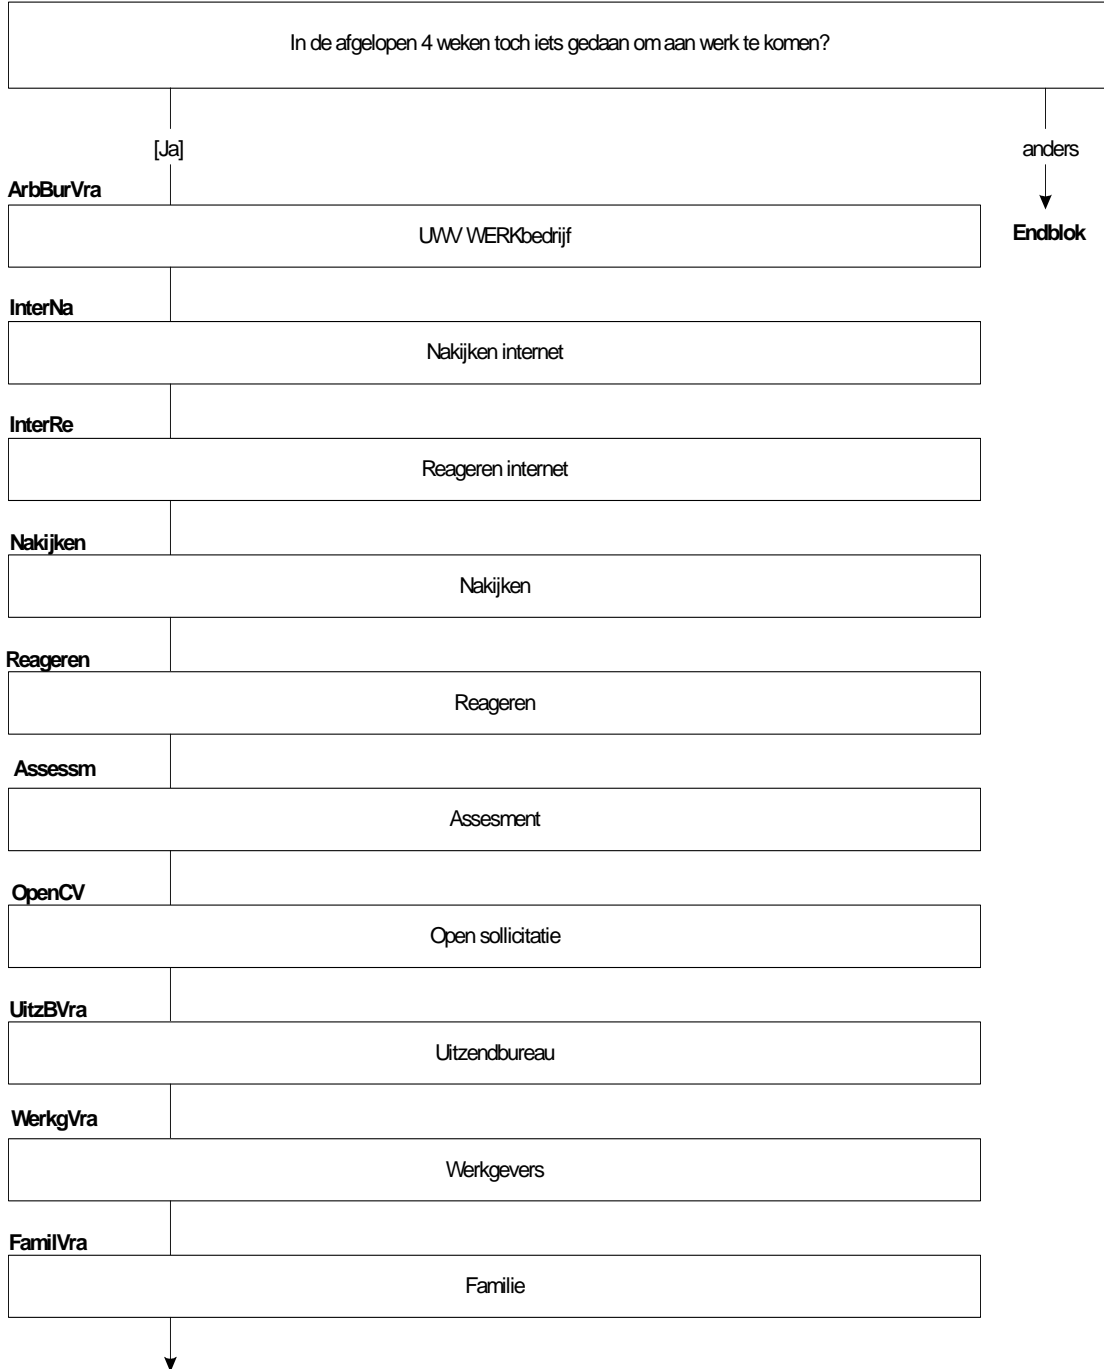 In de afgelopen 4 weken toch iets gedaan om aan werk te komen?
[Ja]
anders
ArbBurVra
UWV WERKbedrijf
Endblok
InterNa
Nakijken internet
InterRe
Reageren internet
Nakijken
Nakijken
Reageren
Reageren
Assessm
Assesment
OpenCV
Open sollicitatie
UitzBVra
Uitzendbureau
WerkgVra
Werkgevers
FamilVra
Familie